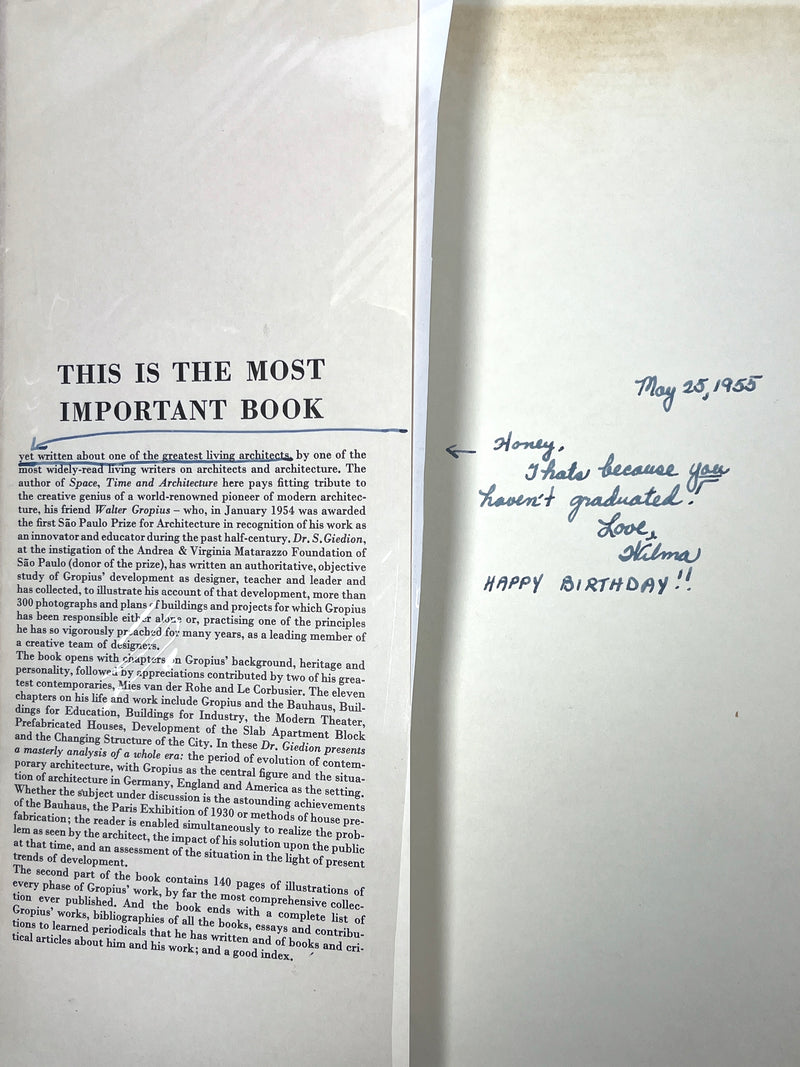 THIS IS THE MOST
IMPORTANT BOOK
yet written about one of the greatest living architects, by one of the
most widely-read living writers on architects and architecture. The
author of Space, Time and Architecture here pays fitting tribute to
the creative genius of a world-renowned pioneer of modern architec-
ture, his friend Walter Gropius – who, in January 1954 was awarded
the first São Paulo Prize for Architecture in recognition of his work as
an innovator and educator during the past half-century. Dr. S. Giedion,
at the instigation of the Andrea & Virginia Matarazzo Foundation of
São Paulo (donor of the prize), has written an authoritative, objective
study of Gropius' development as designer, teacher and leader and
has collected, to illustrate his account of that development, more than
300 photographs and plans of buildings and projects for which Gropius
has been responsible either alone or, practising one of the principles
he has so vigorously preached for many years, as a leading member of
a creative team of designers.
The book opens with chapters on Gropius' background, heritage and
personality, followed by appreciations contributed by two of his grea-
test contemporaries, Mies van der Rohe and Le Corbusier. The eleven
chapters on his life and work include Gropius and the Bauhaus, Buil-
dings for Education, Buildings for Industry, the Modern Theater,
Prefabricated Houses, Development of the Slab Apartment Block
and the Changing Structure of the City. In these Dr. Giedion presents
a masterly analysis of a whole era: the period of evolution of contem-
porary architecture, with Gropius as the central figure and the situa-
tion of architecture in Germany, England and America as the setting.
Whether the subject under discussion is the astounding achievements
of the Bauhaus, the Paris Exhibition of 1930 or methods of house pre-
fabrication; the reader is enabled simultaneously to realize the prob-
lem as seen by the architect, the impact of his solution upon the public
at that time, and an assessment of the situation in the light of present
trends of development.
The second part of the book contains 140 pages of illustrations of
every phase of Gropius' work, by far the most comprehensive collec-
tion ever published. And the book ends with a complete list of
Gropius' works, bibliographies of all the books, essays and contribu-
tions to learned periodicals that he has written and of books and cri-
tical articles about him and his work; and a good index.
May 25, 1955
← Honey,
Thats because you
haven't graduated!
Love,
Wilma
HAPPY BIRTHDAY!!